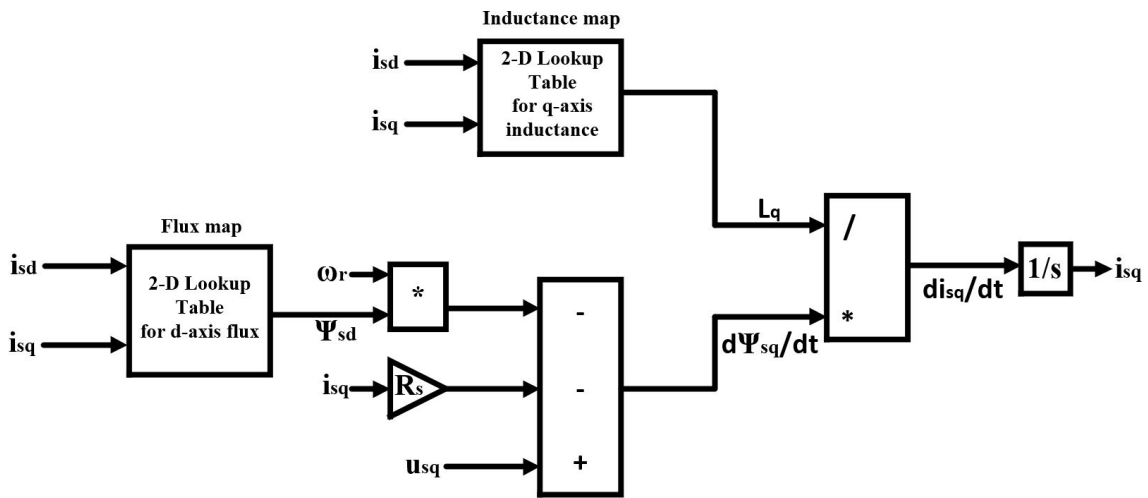 Inductance map
isd
isq
2-D Lookup
Table
for q-axis
inductance
Lq
/
*
Flux map
isd
isq
2-D Lookup
Table
for d-axis flux
ωr
Ψsd
*
isq
Rs
usq
-
-
+
dΨsq/dt
disq/dt
1/s
isq